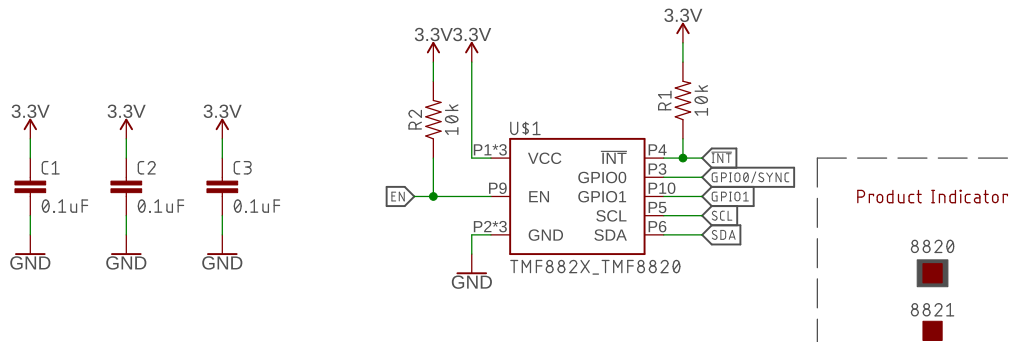 3.3V
C1
0.1uF
GND
3.3V
C2
0.1uF
GND
3.3V
C3
0.1uF
GND
3.3V
3.3V
R2
10k
EN
3.3V
R1
10k
U$1
P1*3
P9
P2*3
VCC
EN
GND
INT
GPIO0
GPIO1
SCL
SDA
P4
P3
P10
P5
P6
INT
GPIO0/SYNC
GPIO1
SCL
SDA
GND
TMF882X_TMF8820
Product Indicator
8820
8821